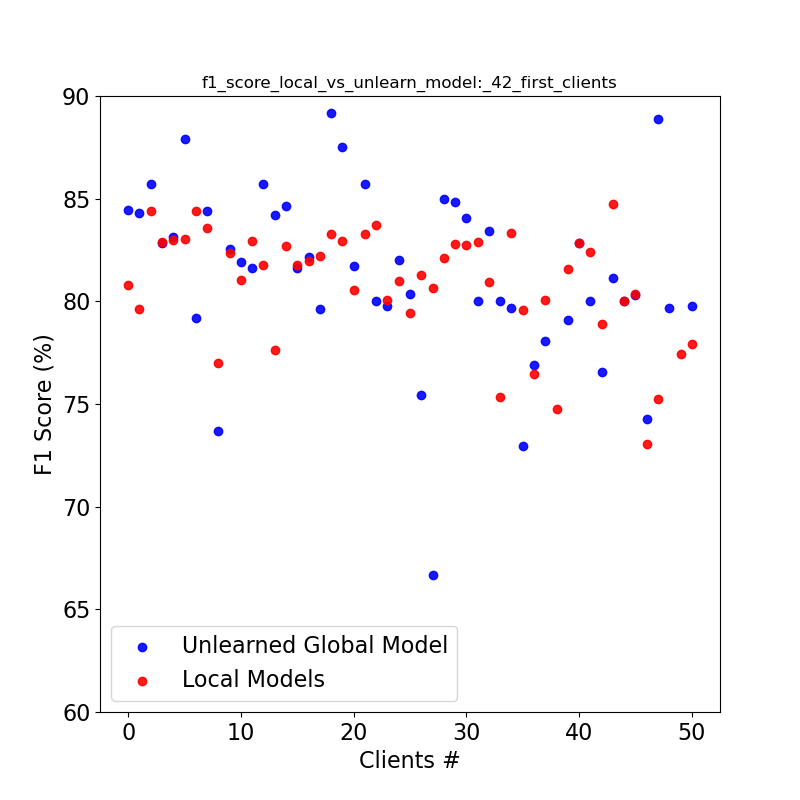 f1_score_local_vs_unlearn_model:_42_first_clients
90
85
80
75
70
65
60
F1 Score (%)
Unlearned Global Model
Local Models
0 10 20 30 40 50
Clients #